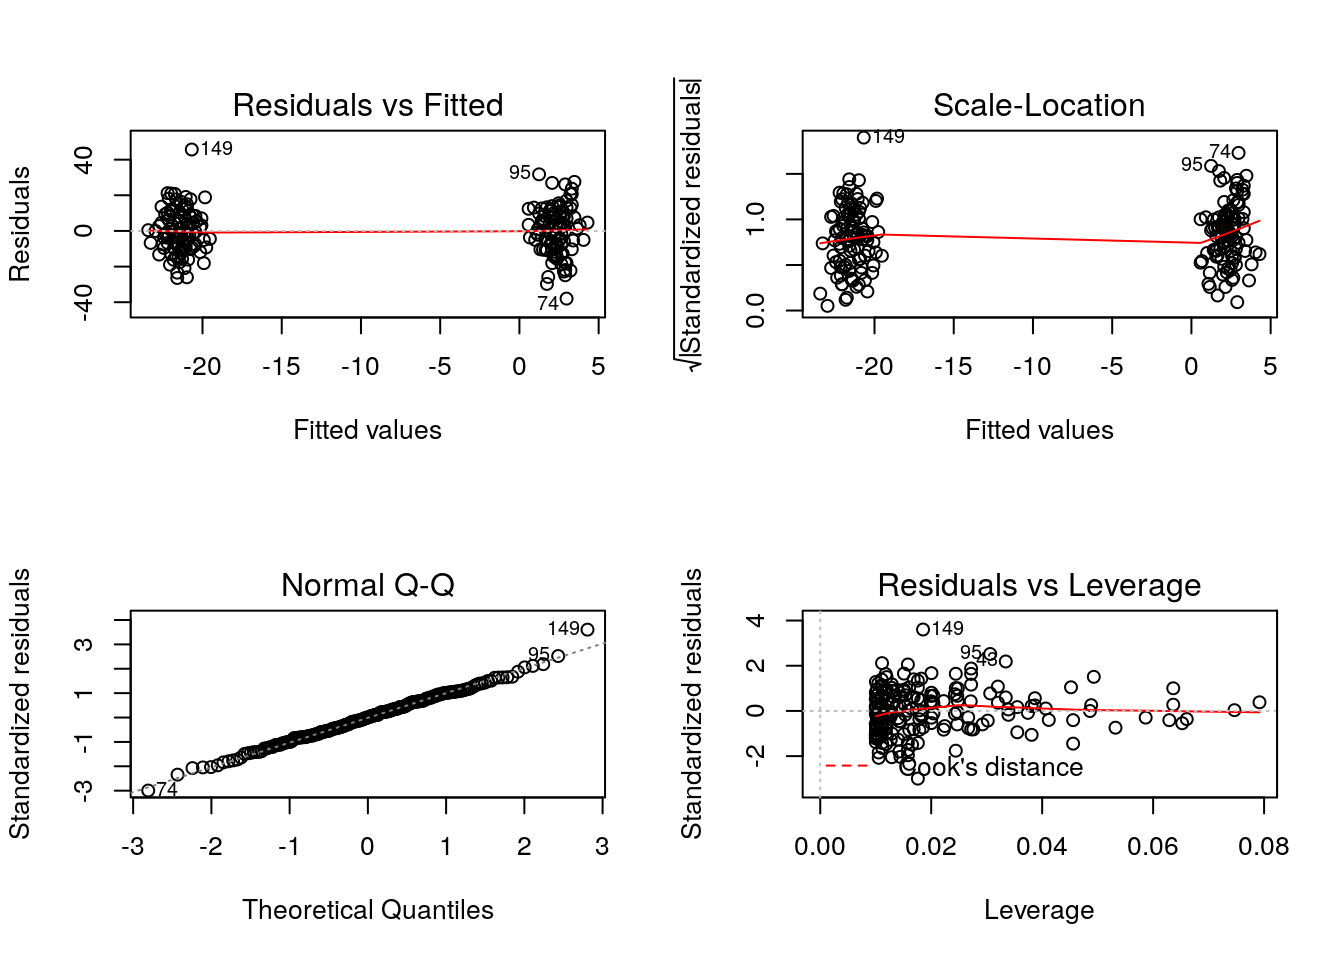 Residuals vs Fitted
Residuals
40
0
-40
149
95
74
-20 -15 -10 -5 0 5
Fitted values
Scale-Location
√|Standardized residuals|
1.0
0.0
149
74
95
-20 -15 -10 -5 0 5
Fitted values
Normal Q-Q
Standardized residuals
3
1
-1
-3
149
95
74
-3 -2 -1 0 1 2 3
Theoretical Quantiles
Residuals vs Leverage
Standardized residuals
4
2
0
-2
149
95
43
Cook's distance
0.00 0.02 0.04 0.06 0.08
Leverage